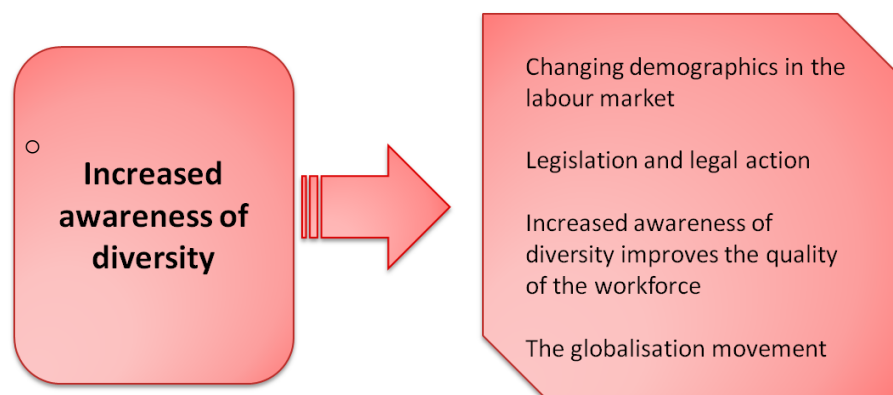 Increased
awareness of
diversity
Changing demographics in the
labour market
Legislation and legal action
Increased awareness of
diversity improves the quality
of the workforce
The globalisation movement